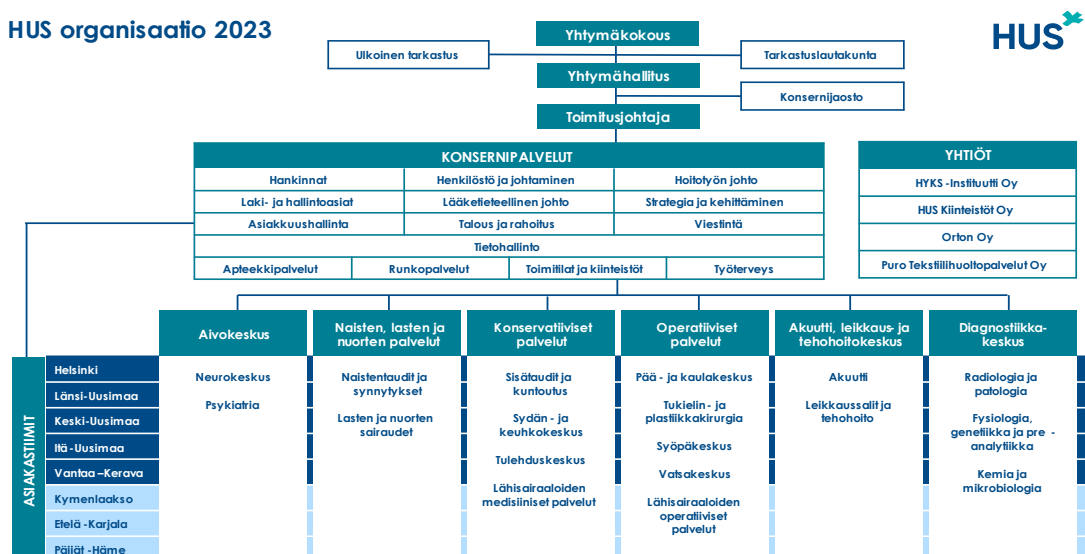 HUS organisaatio 2023
HUS
Yhtymäkokous
Ulkoinen tarkastus
Tarkastuslautakunta
Yhtymähallitus
Konsernijaosto
Toimitusjohtaja
KONSERNIPALVELUT
Hankinnat
Henkilöstö ja johtaminen
Hoitotyön johto
Laki- ja hallintoasiat
Lääketieteellinen johto
Strategia ja kehittäminen
Asiakkuushallinta
Talous ja rahoitus
Viestintä
Tietohallinto
Apteekkipalvelut
Runkopalvelut
Toimitilat ja kiinteistöt
Työterveys
YHTIÖT
HYKS -Instituutti Oy
HUS Kiinteistöt Oy
Orton Oy
Puro Tekstiilihuoltopalvelut Oy
ASIAKASTIIMIT
Helsinki
Länsi-Uusimaa
Keski-Uusimaa
Itä -Uusimaa
Vantaa –Kerava
Kymenlaakso
Etelä -Karjala
Päijät -Häme
Aivokeskus
Neurokeskus
Psykiatria
Naisten, lasten ja
nuorten palvelut
Naistentaudit ja
synnytykset
Lasten ja nuorten
sairaudet
Konservatiiviset
palvelut
Sisätaudit ja
kuntoutus
Sydän - ja
keuhkokeskus
Tulehduskeskus
Lähisairaaloiden
medisiiniset palvelut
Operatiiviset
palvelut
Pää - ja kaulakeskus
Tukielin - ja
plastiikkakirurgia
Syöpäkeskus
Vatsakeskus
Lähisairaaloiden
operatiiviset
palvelut
Akuutti, leikkaus- ja
tehohoitokeskus
Akuutti
Leikkaussalit ja
tehohoito
Diagnostiikka-
keskus
Radiologia ja
patologia
Fysiologia,
genetiikka ja pre -
analytiikka
Kemia ja
mikrobiologia